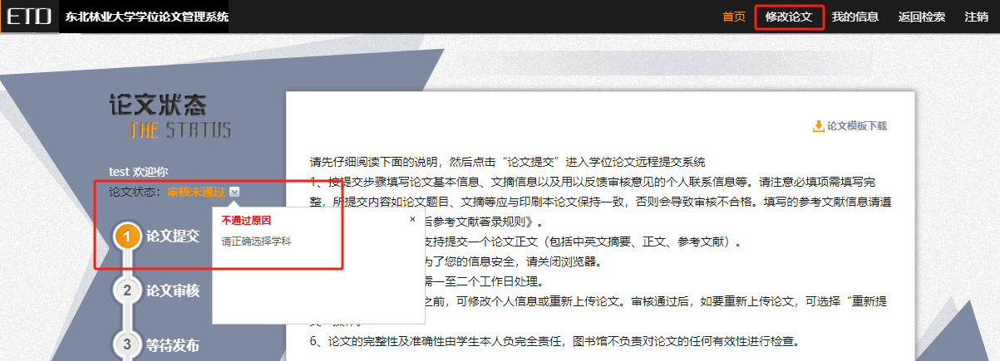 ETD 东北林业大学学位论文管理系统 首页 修改论文 我的信息 返回检索 注销
论文状态
THE STATUS
论文模板下载
test 欢迎你
论文状态：审核未通过
不通过原因 ×
请正确选择学科
1 论文提交
2 论文审核
3 等待发布
请先仔细阅读下面的说明，然后点击“论文提交”进入学位论文远程提交系统
1、按提交步骤填写论文基本信息、文摘信息以及用以反馈审核意见的个人联系信息等。请注意必填项需填写完
整，所提交内容如论文题目、文摘等应与印刷本论文保持一致，否则会导致审核不合格。填写的参考文献信息请遵
后参考文献著录规则》。
支持提交一个论文正文（包括中英文摘要、正文、参考文献）。
为了您的信息安全，请关闭浏览器。
需一至二个工作日处理。
之前，可修改个人信息或重新上传论文。审核通过后，如要重新上传论文，可选择“重新提
6、论文的完整性及准确性由学生本人负完全责任，图书馆不负责对论文的任何有效性进行检查。